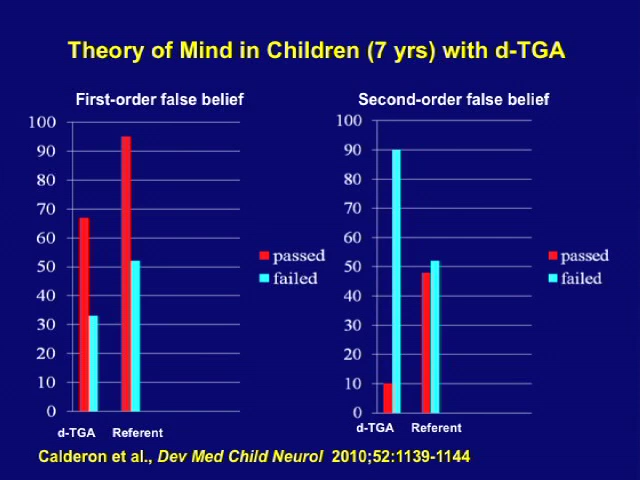 Theory of Mind in Children (7 yrs) with d-TGA
First-order false belief
100
90
80
70
60
50
40
30
20
10
0
d-TGA Referent
passed
failed
Second-order false belief
100
90
80
70
60
50
40
30
20
10
0
d-TGA Referent
passed
failed
Calderon et al., Dev Med Child Neurol 2010;52:1139-1144